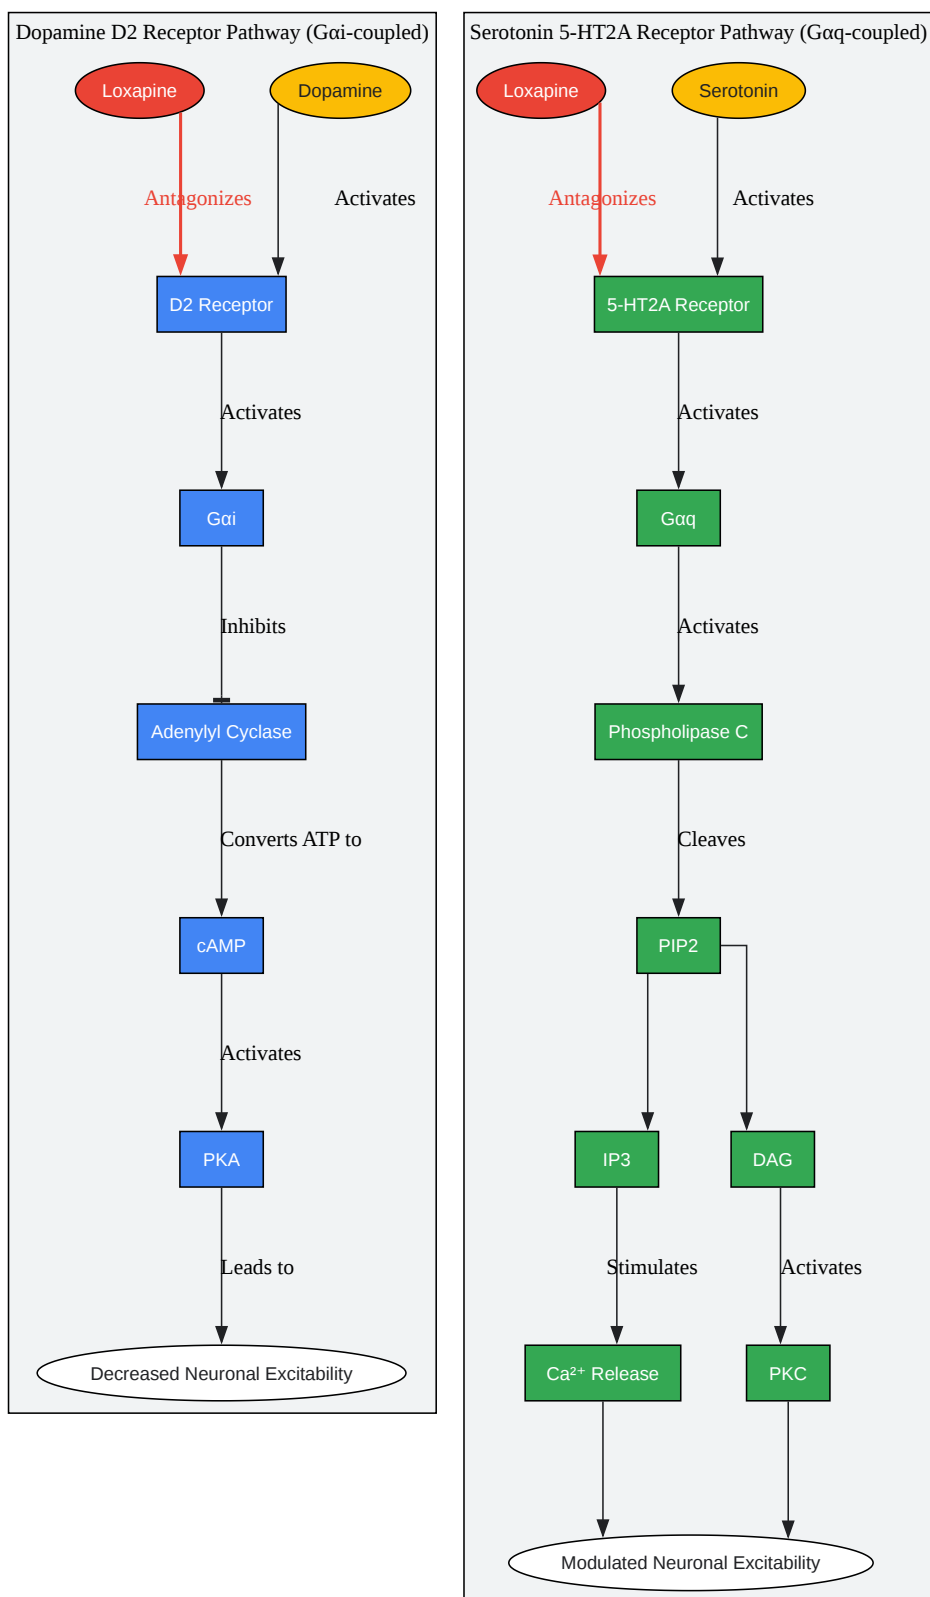 Dopamine D2 Receptor Pathway (Gαi-coupled)
Loxapine
Dopamine
Antagonizes
Activates
D2 Receptor
Activates
Gαi
Inhibits
Adenylyl Cyclase
Converts ATP to
cAMP
Activates
PKA
Leads to
Decreased Neuronal Excitability
Serotonin 5-HT2A Receptor Pathway (Gαq-coupled)
Loxapine
Serotonin
Antagonizes
Activates
5-HT2A Receptor
Activates
Gαq
Activates
Phospholipase C
Cleaves
PIP2
IP3
DAG
Stimulates
Activates
Ca²⁺ Release
PKC
Modulated Neuronal Excitability